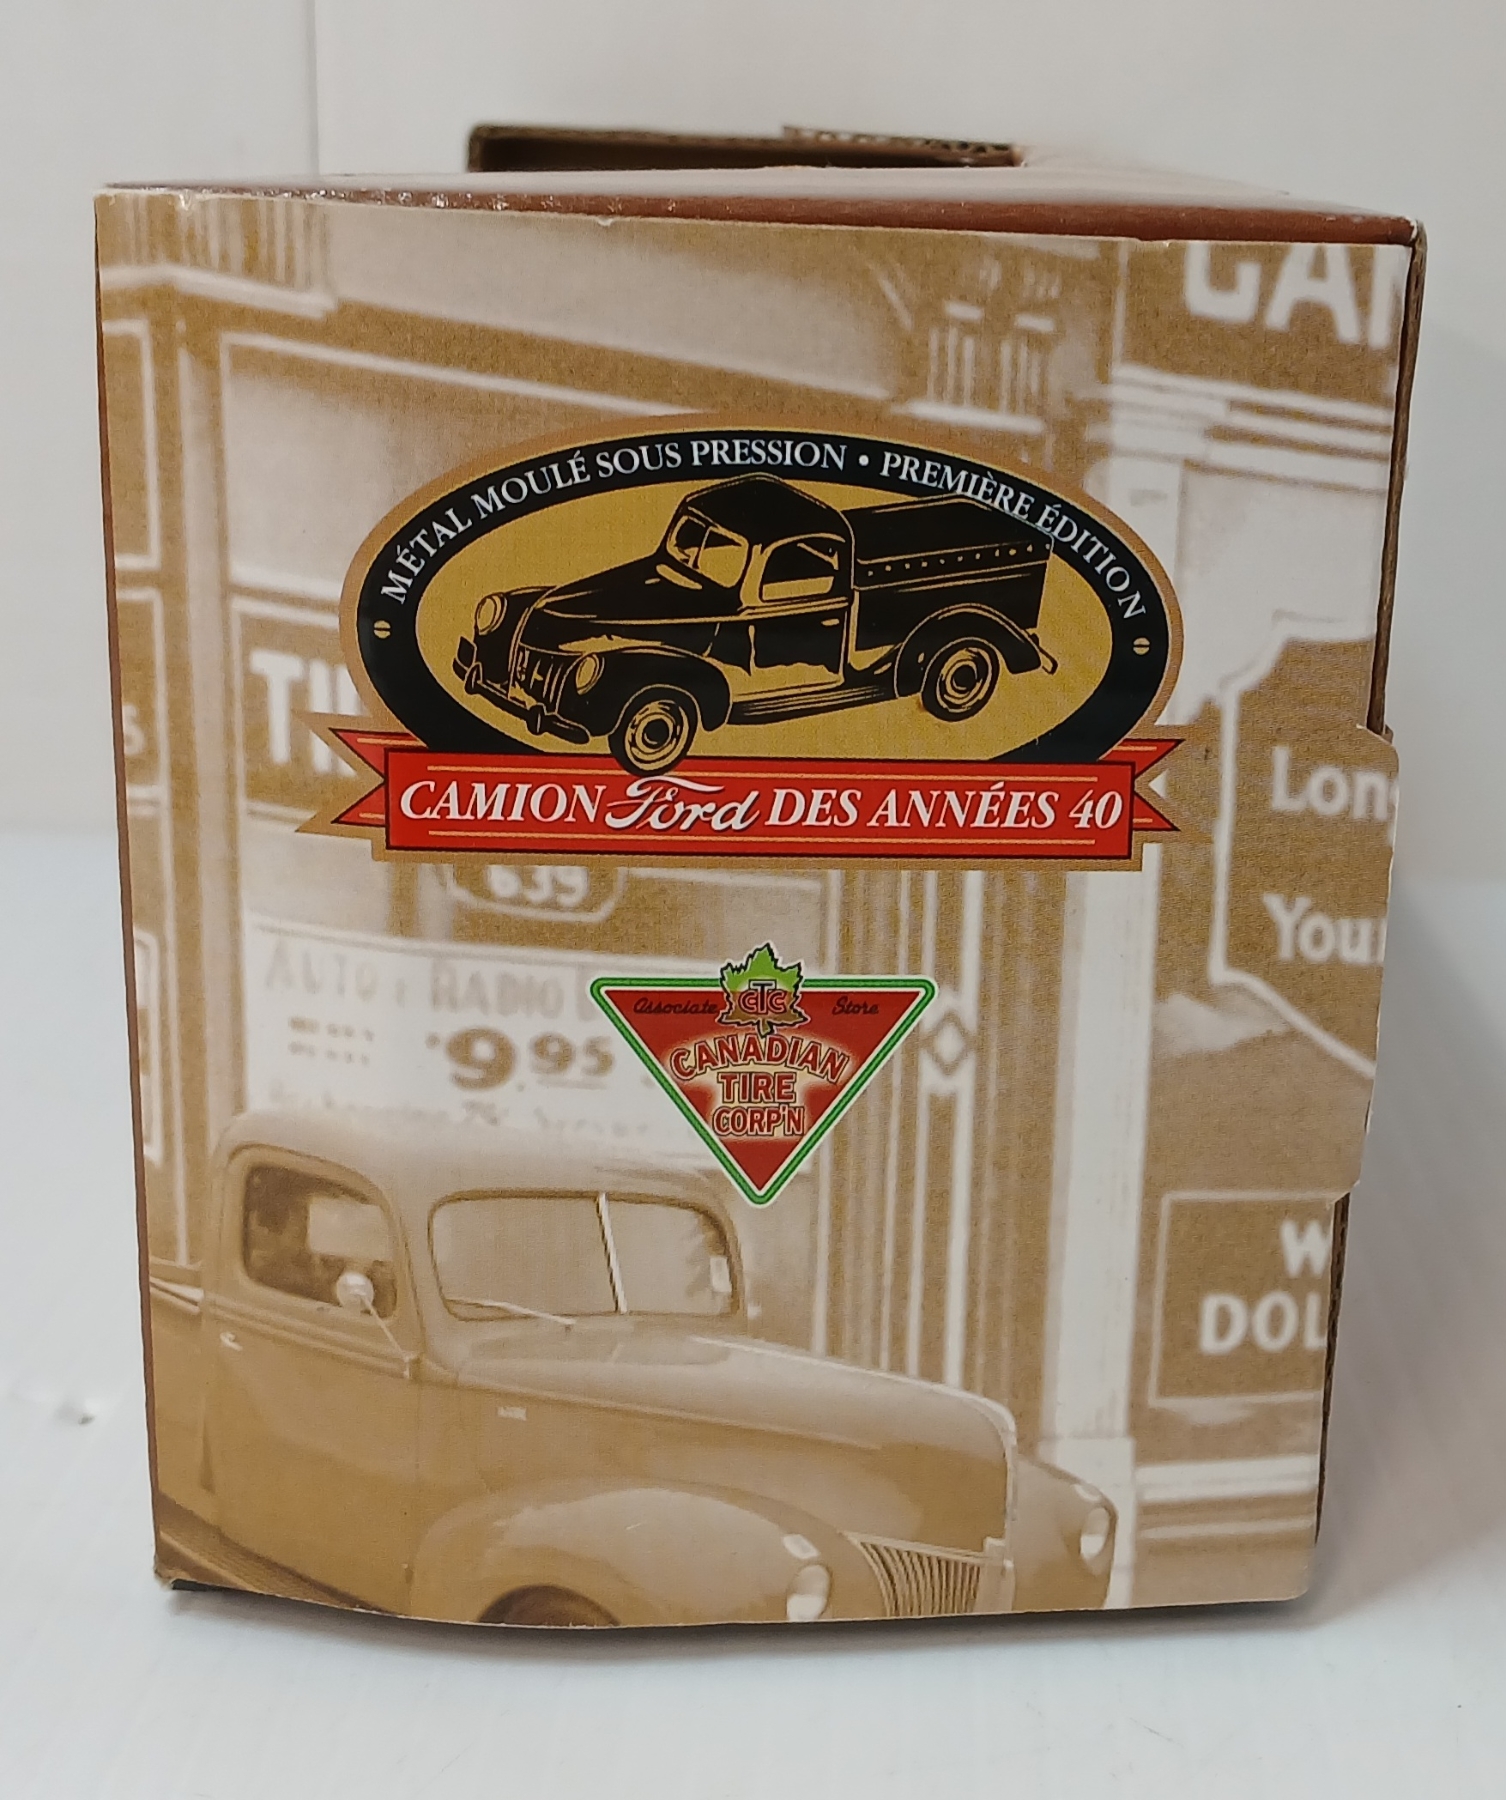 GA
MÉTAL MOULÉ SOUS PRESSION • PREMIÈRE ÉDITION
TI
CAMION Ford DES ANNÉES 40
Lon
639
You
AUTO RADIO
$9.95
Associate CTC Store
CANADIAN
TIRE
CORP'N
W
DOL